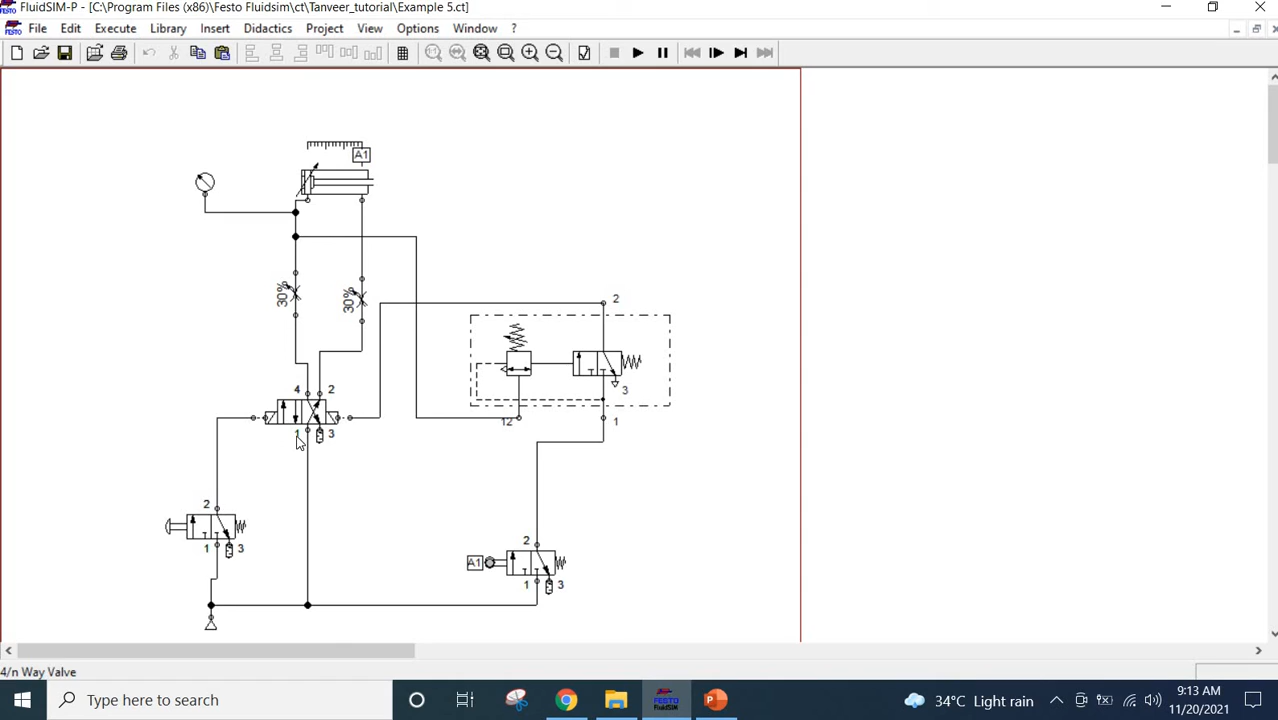 FluidSIM-P - [C:\Program Files (x86)\Festo Fluidsim\ct\Tanveer_tutorial\Example 5.ct]
File Edit Execute Library Insert Didactics Project View Options Window ?
A1
30%
30%
2
4 2
3
12 1
1 3
2
1 3
2
A1
1 3
4/n Way Valve
Type here to search
34°C Light rain
9:13 AM
11/20/2021